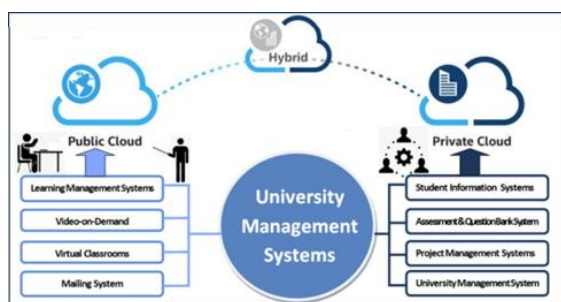 Hybrid
Public Cloud
Private Cloud
Learning Management Systems
Video-on-Demand
Virtual Classrooms
Mailing System
University
Management
Systems
Student Information Systems
Assessment & Question Bank System
Project Management Systems
University Management System